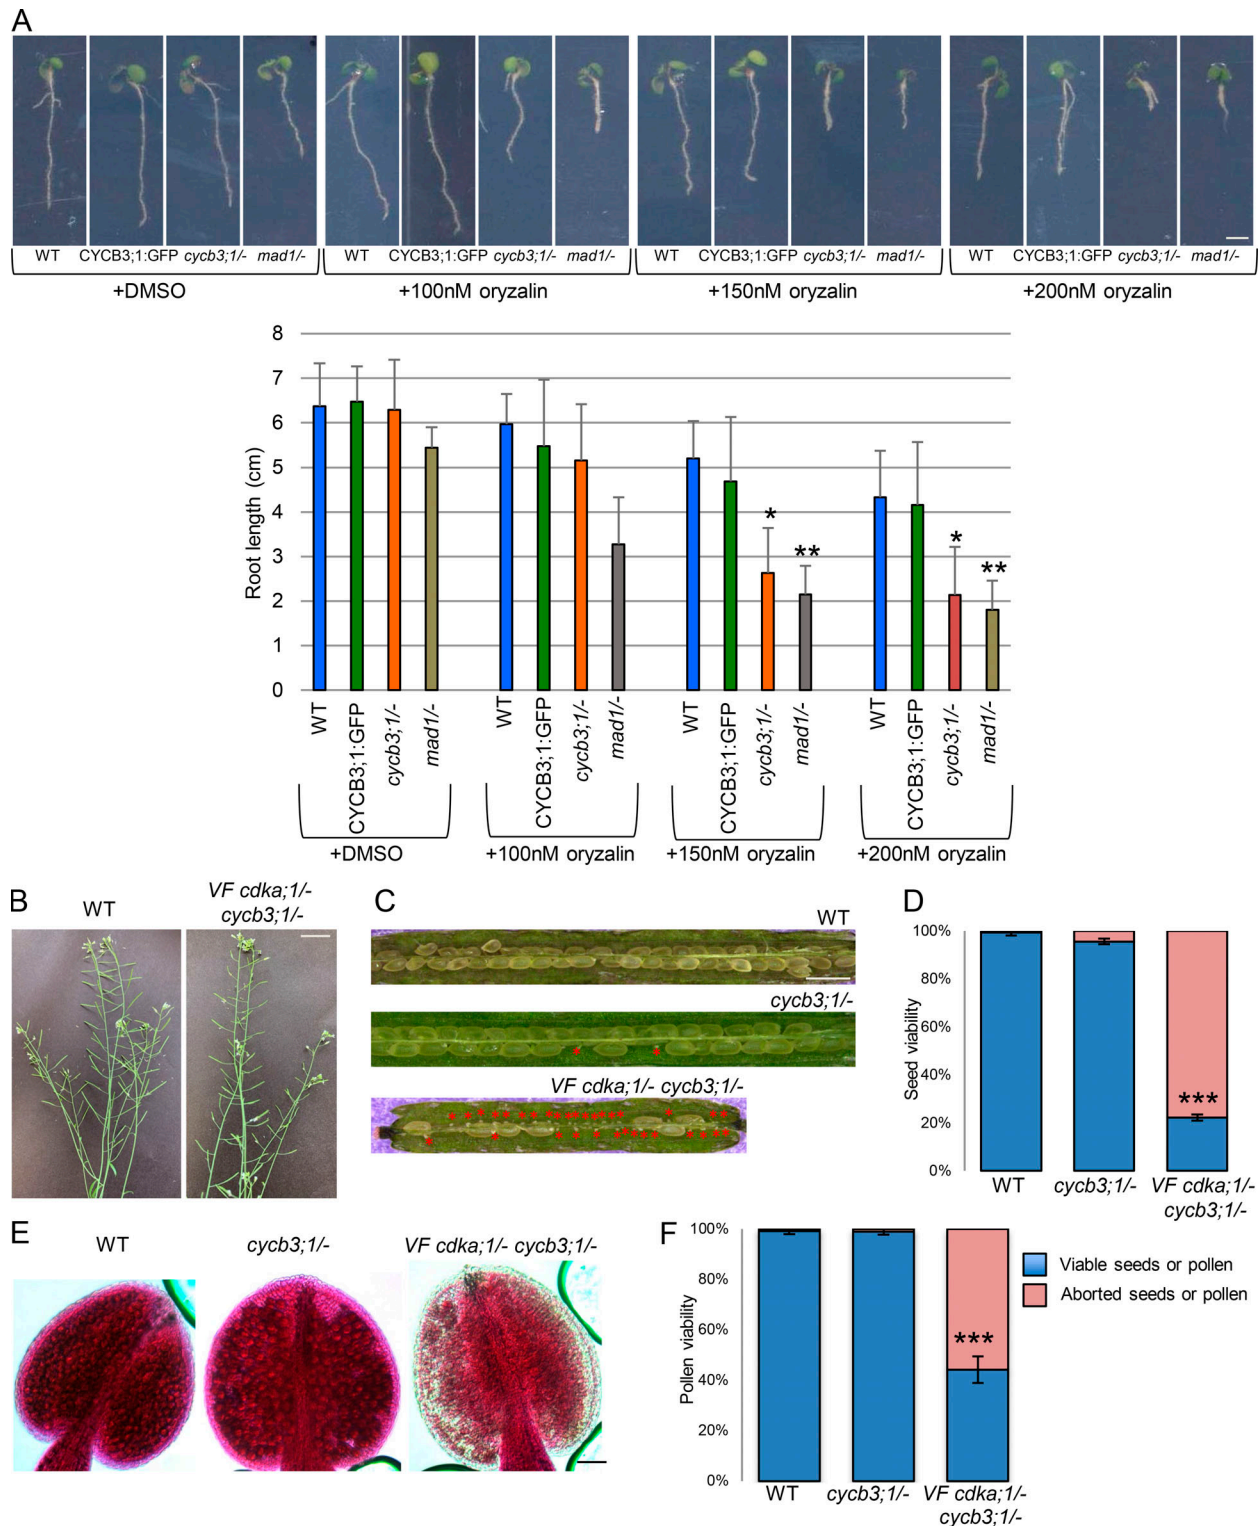 A
WT CYCB3;1:GFP cycb3;1/- mad1/- WT CYCB3;1:GFP cycb3;1/- mad1/- WT CYCB3;1:GFP cycb3;1/- mad1/- WT CYCB3;1:GFP cycb3;1/- mad1/-
+DMSO +100nM oryzalin +150nM oryzalin +200nM oryzalin
Root length (cm)
8
7
6
5
4
3
2
1
0
*
**
*
**
WT CYCB3;1:GFP cycb3;1/- mad1/- WT CYCB3;1:GFP cycb3;1/- mad1/- WT CYCB3;1:GFP cycb3;1/- mad1/- WT CYCB3;1:GFP cycb3;1/- mad1/-
+DMSO +100nM oryzalin +150nM oryzalin +200nM oryzalin
B
WT
VF cdka;1/-
cycb3;1/-
C
WT
cycb3;1/-
VF cdka;1/- cycb3;1/-
D
Seed viability
100%
80%
60%
40%
20%
0%
***
WT cycb3;1/- VF cdka;1/-
cycb3;1/-
E
WT cycb3;1/- VF cdka;1/- cycb3;1/-
F
Pollen viability
100%
80%
60%
40%
20%
0%
***
WT cycb3;1/- VF cdka;1/-
cycb3;1/-
Viable seeds or pollen
Aborted seeds or pollen